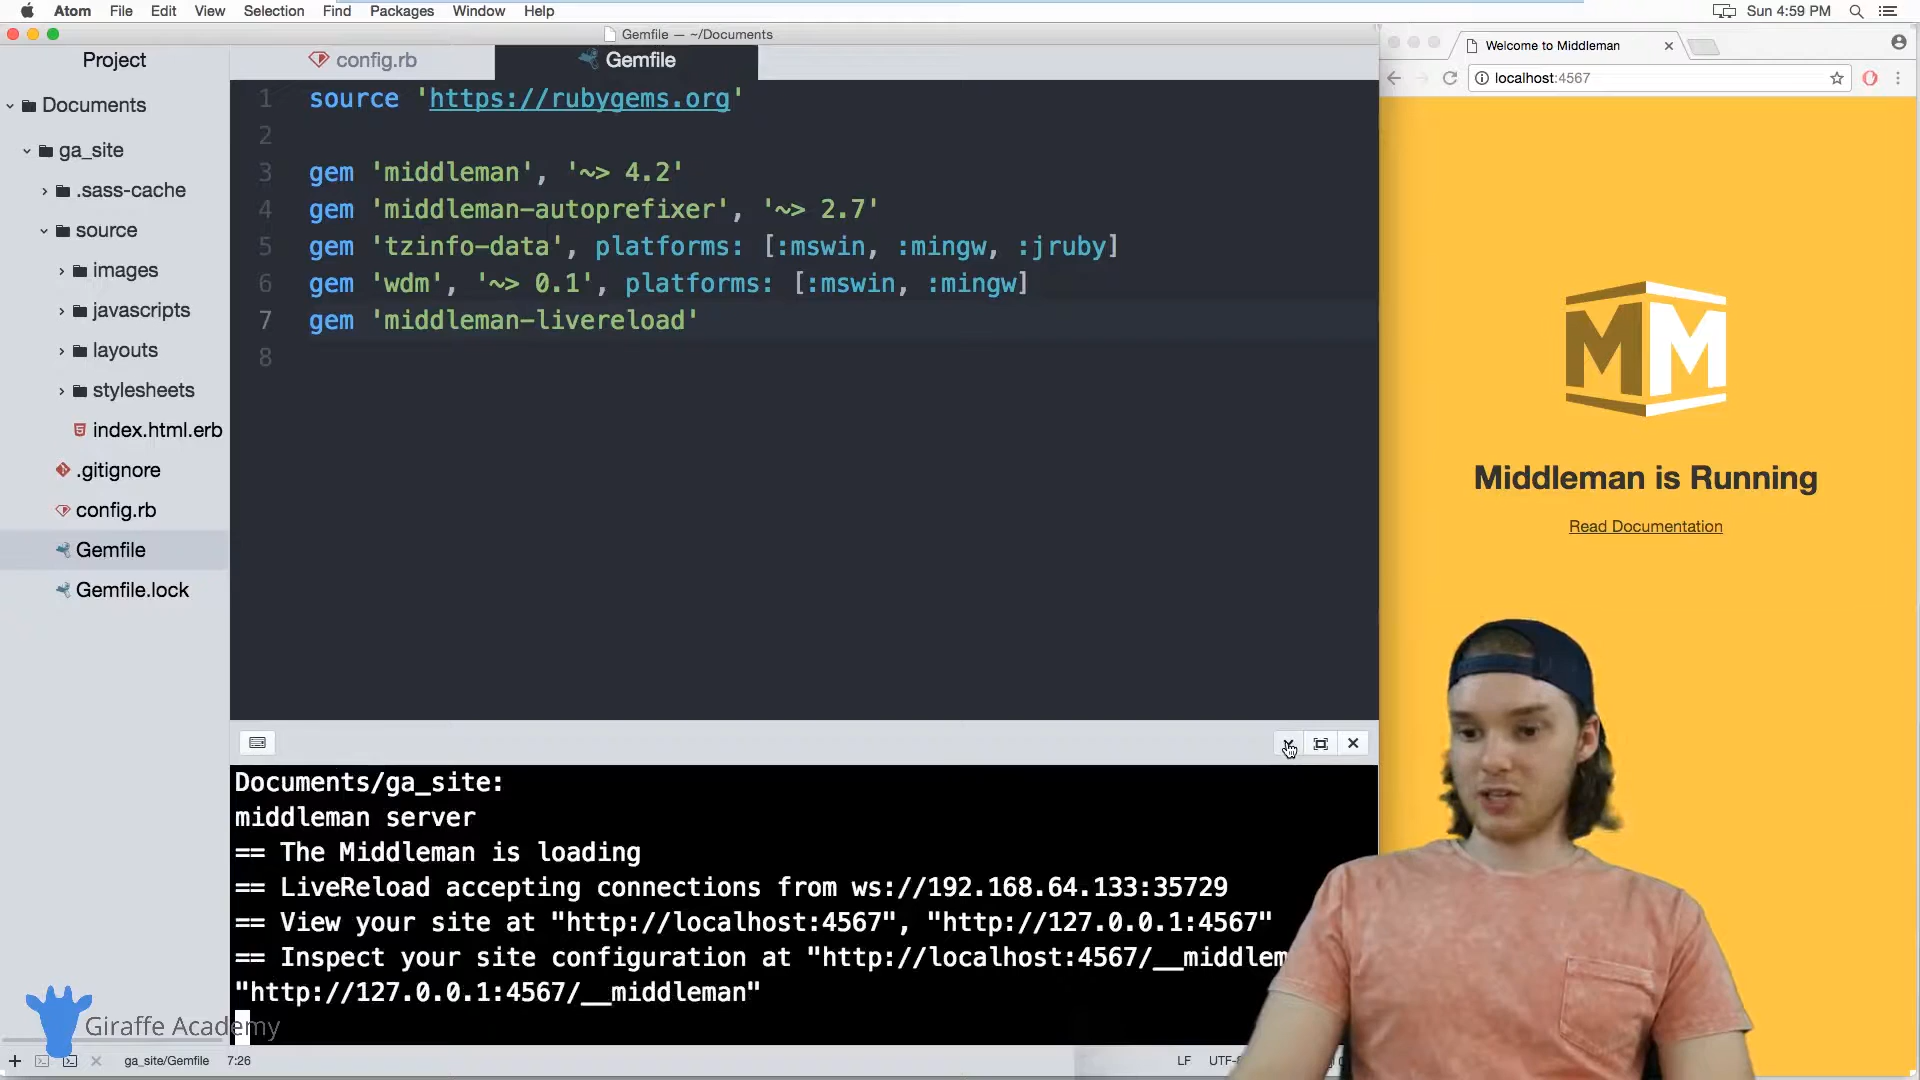 Atom File Edit View Selection Find Packages Window Help
Sun 4:59 PM
Gemfile — ~/Documents
Project
Documents
ga_site
.sass-cache
source
images
javascripts
layouts
stylesheets
index.html.erb
.gitignore
config.rb
Gemfile
Gemfile.lock
config.rb
Gemfile
1 source 'https://rubygems.org'
2
3 gem 'middleman', '~> 4.2'
4 gem 'middleman-autoprefixer', '~> 2.7'
5 gem 'tzinfo-data', platforms: [:mswin, :mingw, :jruby]
6 gem 'wdm', '~> 0.1', platforms: [:mswin, :mingw]
7 gem 'middleman-livereload'
8
Documents/ga_site:
middleman server
== The Middleman is loading
== LiveReload accepting connections from ws://192.168.64.133:35729
== View your site at "http://localhost:4567", "http://127.0.0.1:4567"
== Inspect your site configuration at "http://localhost:4567/__middlem
"http://127.0.0.1:4567/__middleman"
Giraffe Academy
ga_site/Gemfile 7:26
LF
Welcome to Middleman
localhost:4567
MM
Middleman is Running
Read Documentation